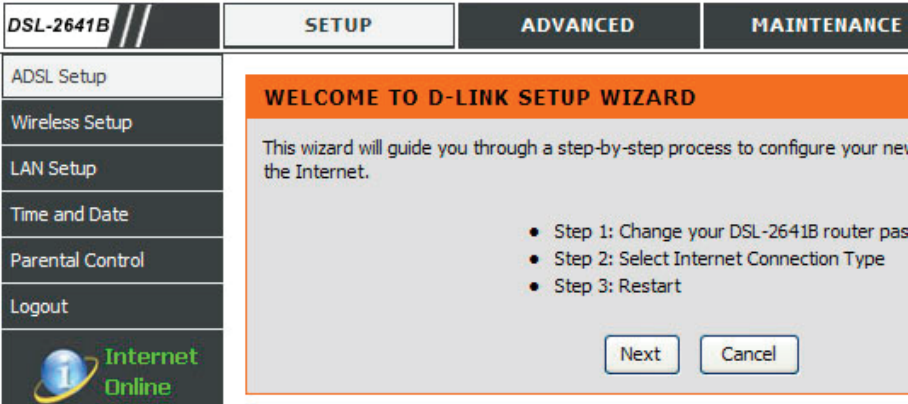 DSL-2641B
SETUP
ADVANCED
MAINTENANCE
ADSL Setup
Wireless Setup
LAN Setup
Time and Date
Parental Control
Logout
Internet
Online
WELCOME TO D-LINK SETUP WIZARD
This wizard will guide you through a step-by-step process to configure your
the Internet.
• Step 1: Change your DSL-2641B router
• Step 2: Select Internet Connection Type
• Step 3: Restart
Next
Cancel